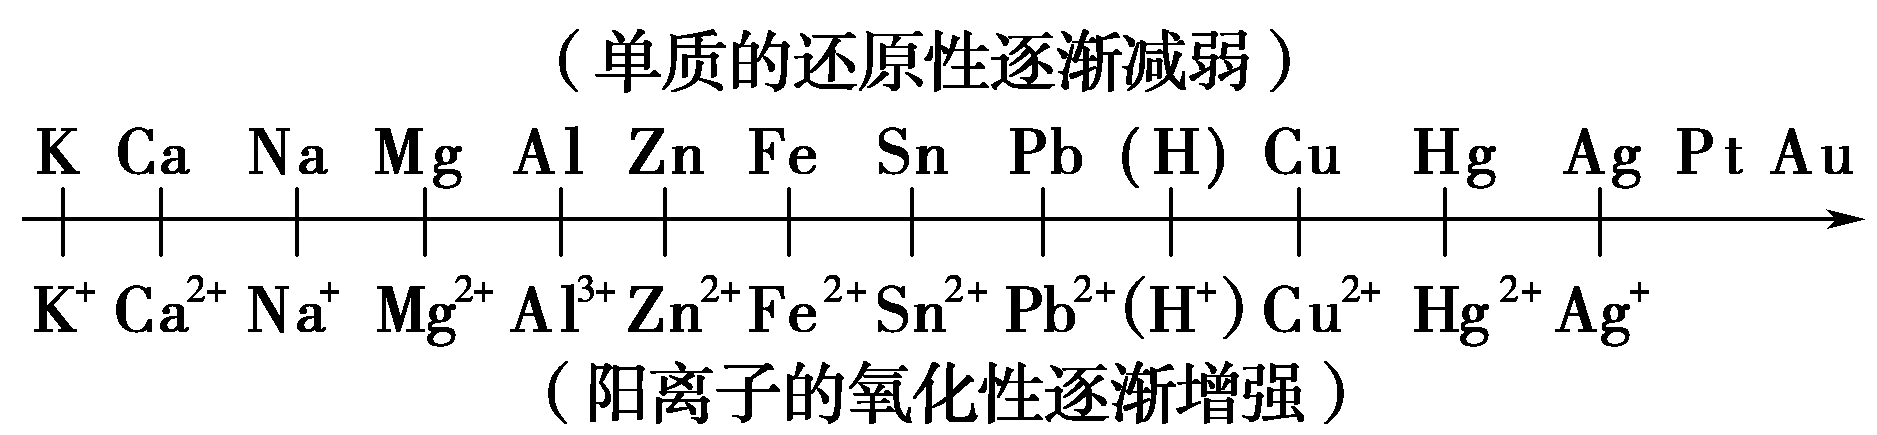 （单质的还原性逐渐减弱）
K Ca Na Mg Al Zn Fe Sn Pb (H) Cu Hg Ag Pt Au
K⁺ Ca²⁺ Na⁺ Mg²⁺ Al³⁺ Zn²⁺ Fe²⁺ Sn²⁺ Pb²⁺ (H⁺) Cu²⁺ Hg²⁺ Ag⁺
（阳离子的氧化性逐渐增强）